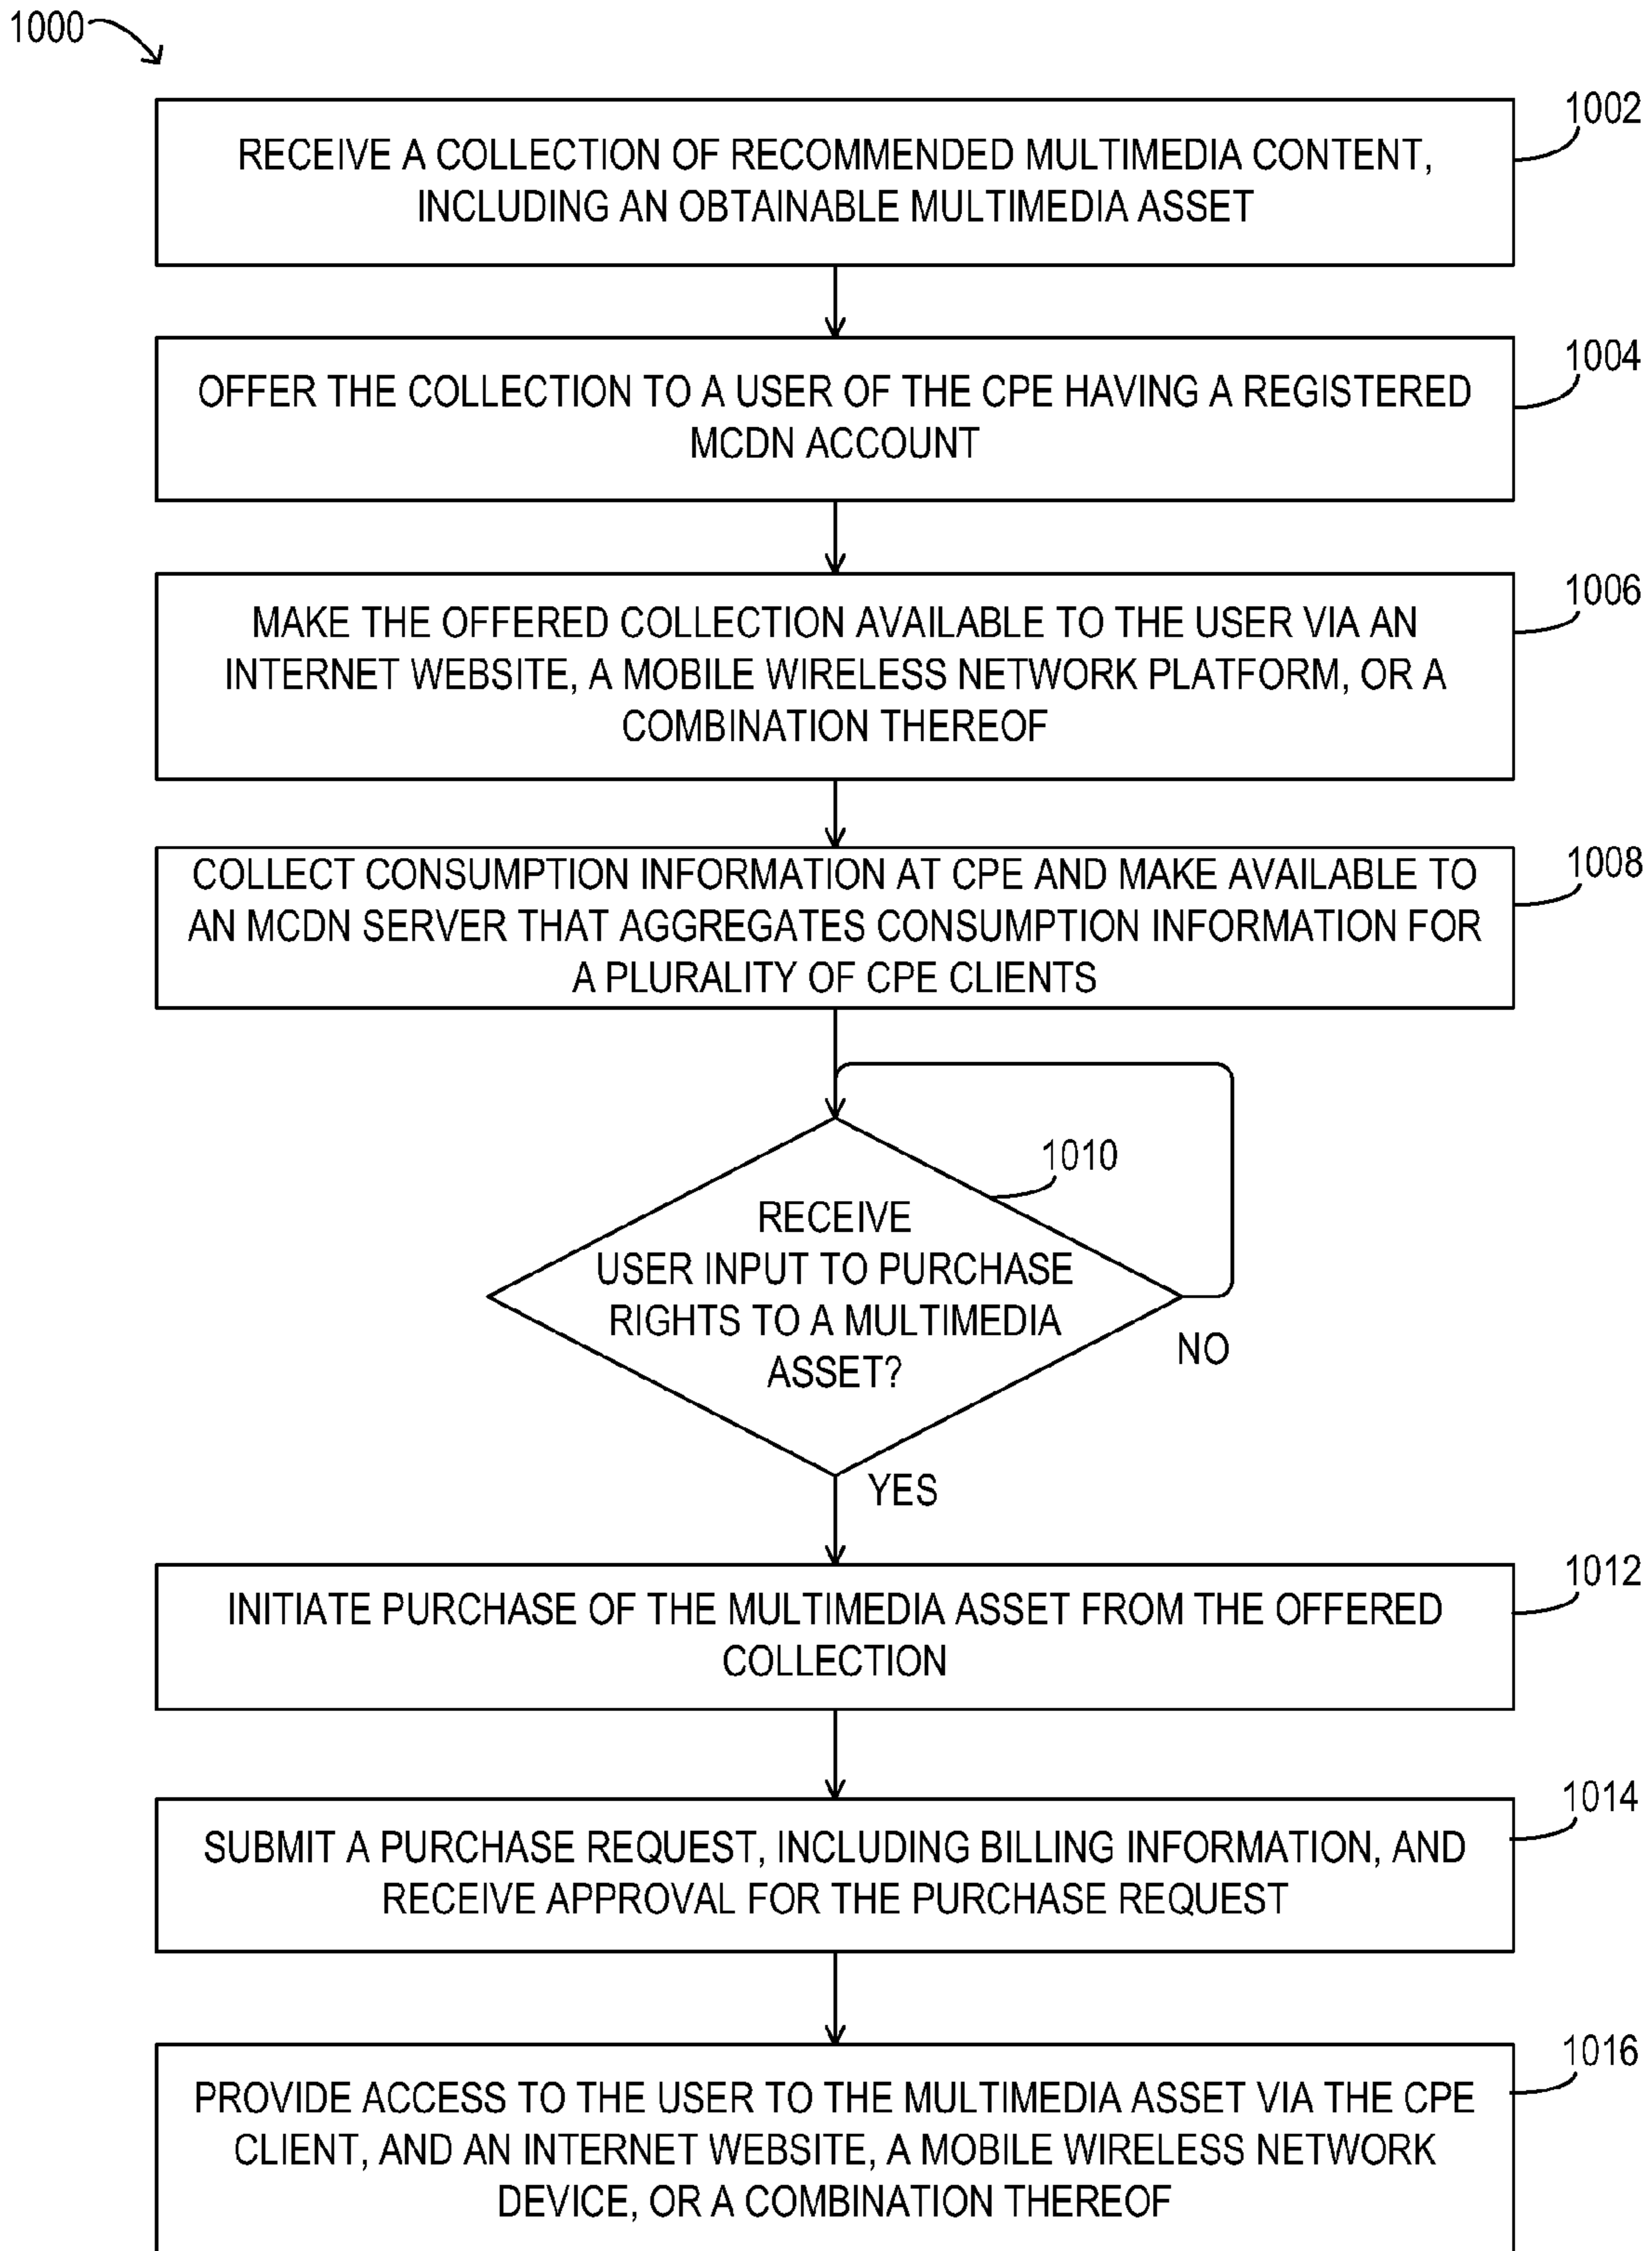 1000
1002
RECEIVE A COLLECTION OF RECOMMENDED MULTIMEDIA CONTENT,
INCLUDING AN OBTAINABLE MULTIMEDIA ASSET
1004
OFFER THE COLLECTION TO A USER OF THE CPE HAVING A REGISTERED
MCDN ACCOUNT
1006
MAKE THE OFFERED COLLECTION AVAILABLE TO THE USER VIA AN
INTERNET WEBSITE, A MOBILE WIRELESS NETWORK PLATFORM, OR A
COMBINATION THEREOF
1008
COLLECT CONSUMPTION INFORMATION AT CPE AND MAKE AVAILABLE TO
AN MCDN SERVER THAT AGGREGATES CONSUMPTION INFORMATION FOR
A PLURALITY OF CPE CLIENTS
1010
RECEIVE
USER INPUT TO PURCHASE
RIGHTS TO A MULTIMEDIA
ASSET?
NO
YES
1012
INITIATE PURCHASE OF THE MULTIMEDIA ASSET FROM THE OFFERED
COLLECTION
1014
SUBMIT A PURCHASE REQUEST, INCLUDING BILLING INFORMATION, AND
RECEIVE APPROVAL FOR THE PURCHASE REQUEST
1016
PROVIDE ACCESS TO THE USER TO THE MULTIMEDIA ASSET VIA THE CPE
CLIENT, AND AN INTERNET WEBSITE, A MOBILE WIRELESS NETWORK
DEVICE, OR A COMBINATION THEREOF